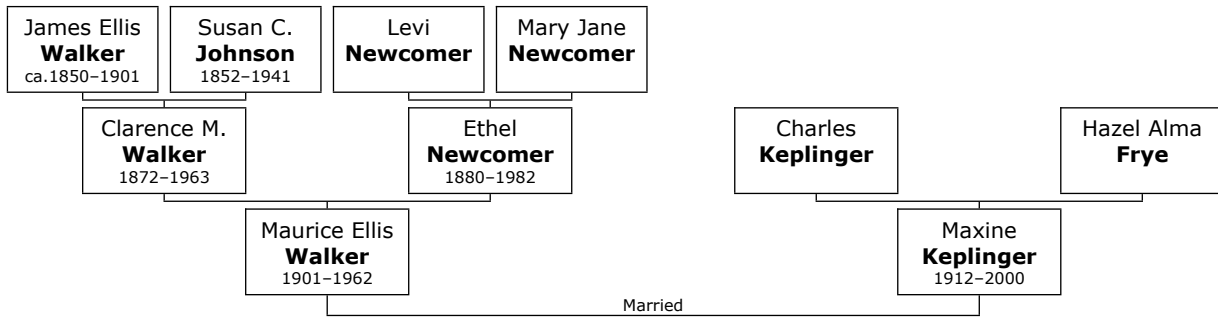 James Ellis
Walker
ca.1850–1901
Susan C.
Johnson
1852–1941
Levi
Newcomer
Mary Jane
Newcomer
Clarence M.
Walker
1872–1963
Ethel
Newcomer
1880–1982
Charles
Keplinger
Hazel Alma
Frye
Maurice Ellis
Walker
1901–1962
Maxine
Keplinger
1912–2000
Married